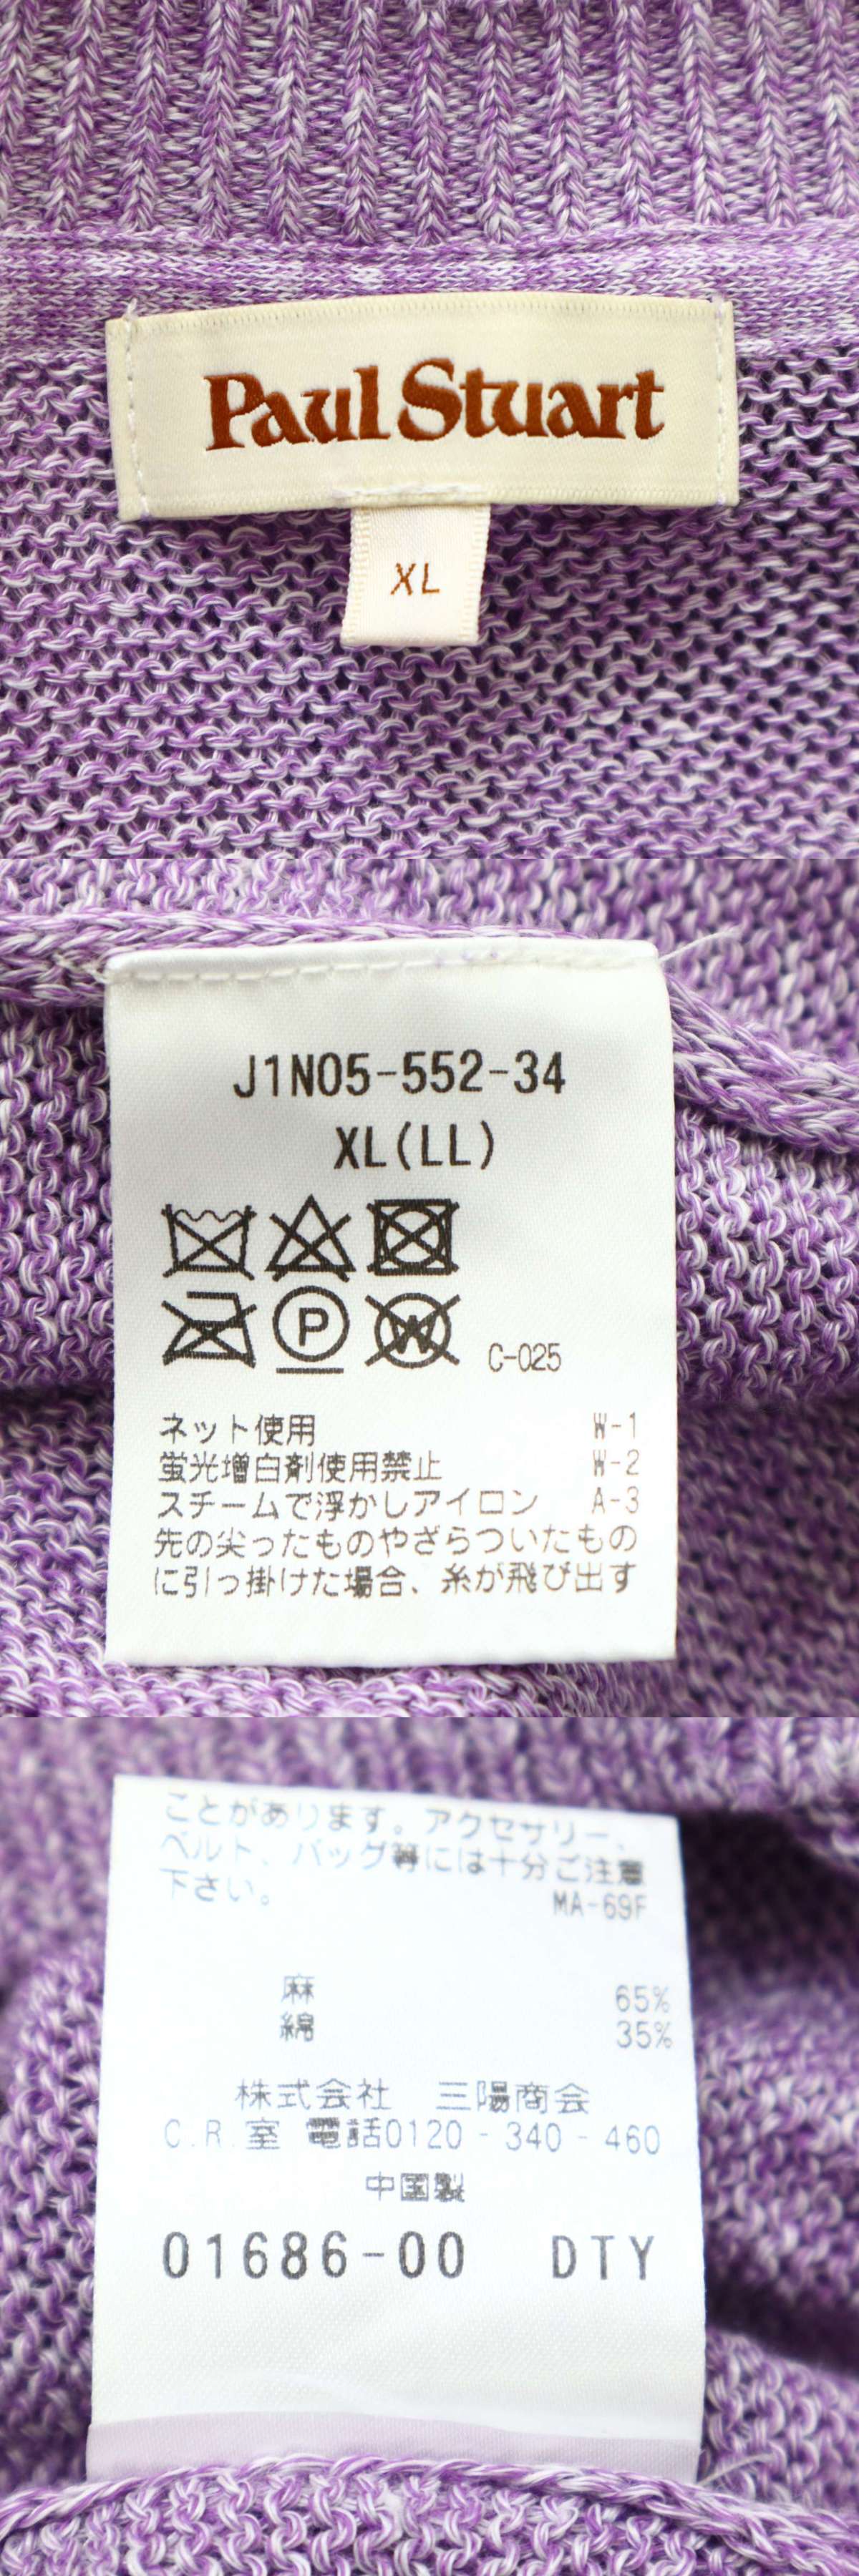 Paul Stuart
XL
J1N05-552-34
XL(LL)
P
W
C-025
ネット使用 W-1
蛍光増白剤使用禁止 W-2
スチームで浮かしアイロン A-3
先の尖ったものやざらついたもの
に引っ掛けた場合、糸が飛び出す
ことがあります。アクセサリー、
ベルト、バッグ等には十分ご注意
下さい。 MA-69F
麻 65%
綿 35%
株式会社 三陽商会
C.R.室 電話0120-340-460
中国製
01686-00 DTY